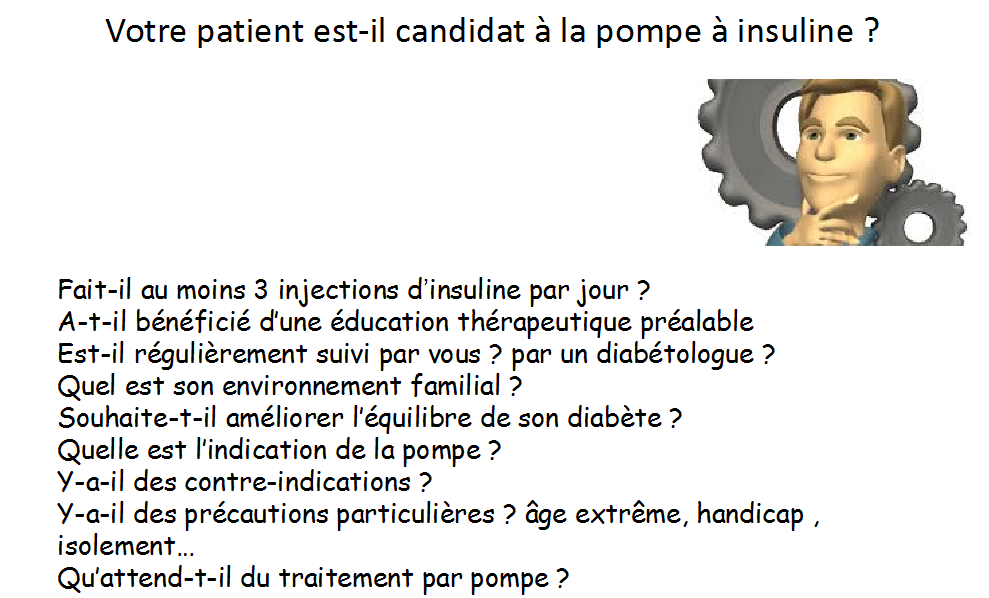 Votre patient est-il candidat à la pompe à insuline ?
Fait-il au moins 3 injections d’insuline par jour ?
A-t-il bénéficié d’une éducation thérapeutique préalable
Est-il régulièrement suivi par vous ? par un diabétologue ?
Quel est son environnement familial ?
Souhaite-t-il améliorer l’équilibre de son diabète ?
Quelle est l’indication de la pompe ?
Y-a-il des contre-indications ?
Y-a-il des précautions particulières ? âge extrême, handicap ,
isolement...
Qu’attend-t-il du traitement par pompe ?